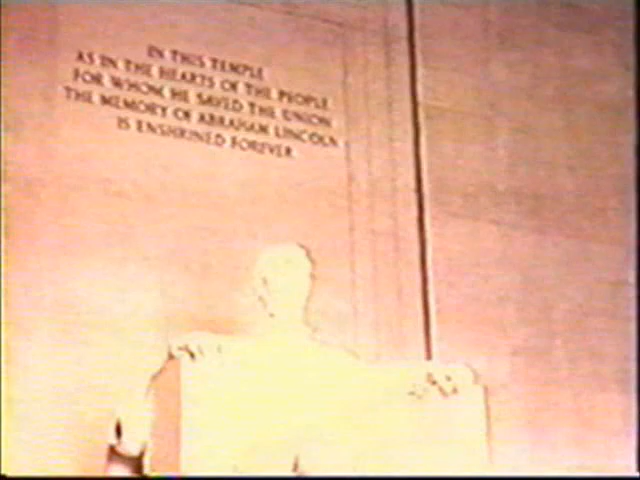 IN THIS TEMPLE
AS IN THE HEARTS OF THE PEOPLE
FOR WHOM HE SAVED THE UNION
THE MEMORY OF ABRAHAM LINCOLN
IS ENSHRINED FOREVER